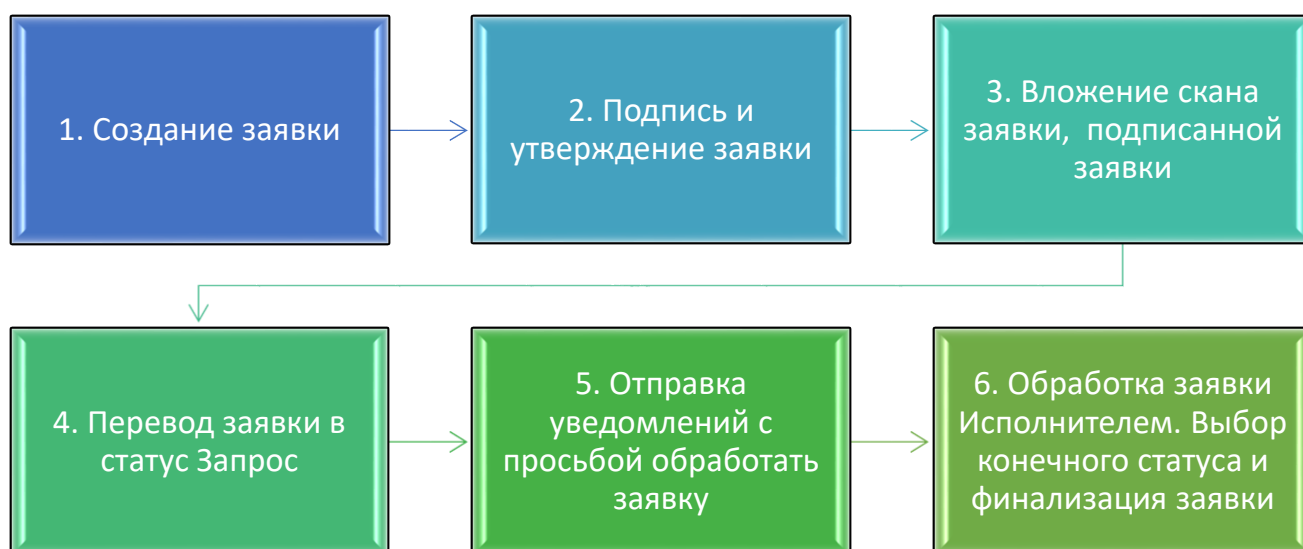 1. Создание заявки
2. Подпись и
утверждение заявки
3. Вложение скана
заявки, подписанной
заявки
4. Перевод заявки в
статус Запрос
5. Отправка
уведомлений с
просьбой обработать
заявку
6. Обработка заявки
Исполнителем. Выбор
конечного статуса и
финализация заявки